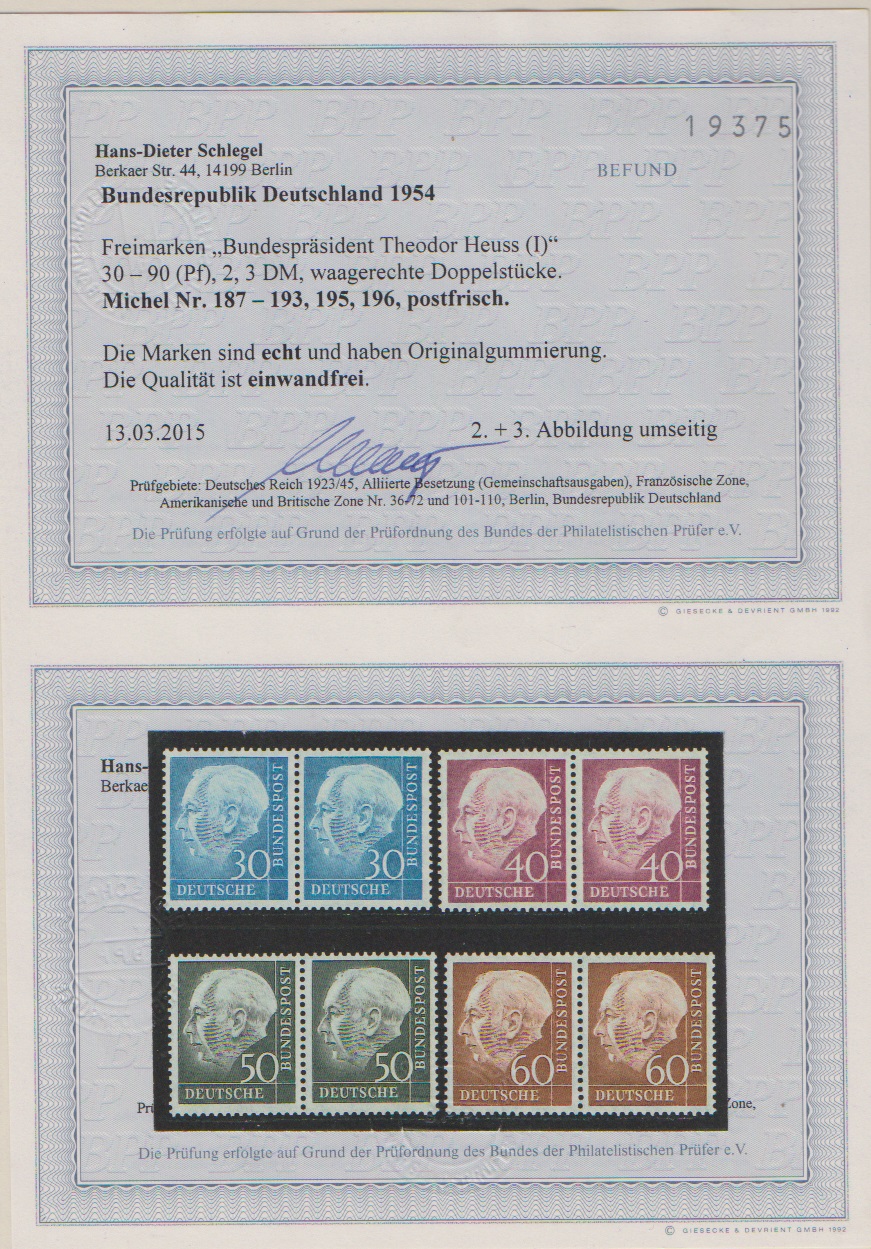 19375
Hans-Dieter Schlegel
Berkaer Str. 44, 14199 Berlin
BEFUND
Bundesrepublik Deutschland 1954
Freimarken „Bundespräsident Theodor Heuss (I)“
30 – 90 (Pf), 2, 3 DM, waagerechte Doppelstücke.
Michel Nr. 187 – 193, 195, 196, postfrisch.
Die Marken sind echt und haben Originalgummierung.
Die Qualität ist einwandfrei.
13.03.2015
2. + 3. Abbildung umseitig
Prüfgebiete: Deutsches Reich 1923/45, Alliierte Besetzung (Gemeinschaftsausgaben), Französische Zone,
Amerikanische und Britische Zone Nr. 36-72 und 101-110, Berlin, Bundesrepublik Deutschland
Die Prüfung erfolgte auf Grund der Prüfordnung des Bundes der Philatelistischen Prüfer e.V.
© GIESECKE & DEVRIENT GMBH 1992
Hans-
Berkae
30 BUNDESPOST
DEUTSCHE
30 BUNDESPOST
DEUTSCHE
40 BUNDESPOST
DEUTSCHE
40 BUNDESPOST
DEUTSCHE
50 BUNDESPOST
DEUTSCHE
50 BUNDESPOST
DEUTSCHE
60 BUNDESPOST
DEUTSCHE
60 BUNDESPOST
DEUTSCHE
Prü
Zone,
Die Prüfung erfolgte auf Grund der Prüfordnung des Bundes der Philatelistischen Prüfer e.V.
© GIESECKE & DEVRIENT GMBH 1992